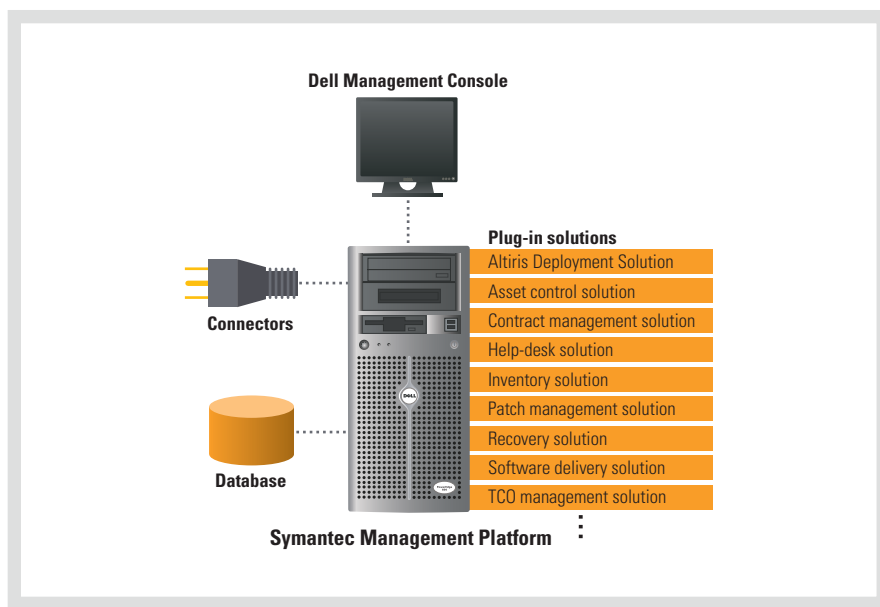 Dell Management Console
Plug-in solutions
Altiris Deployment Solution
Asset control solution
Contract management solution
Help-desk solution
Inventory solution
Patch management solution
Recovery solution
Software delivery solution
TCO management solution
Connectors
Database
DELL
Symantec Management Platform